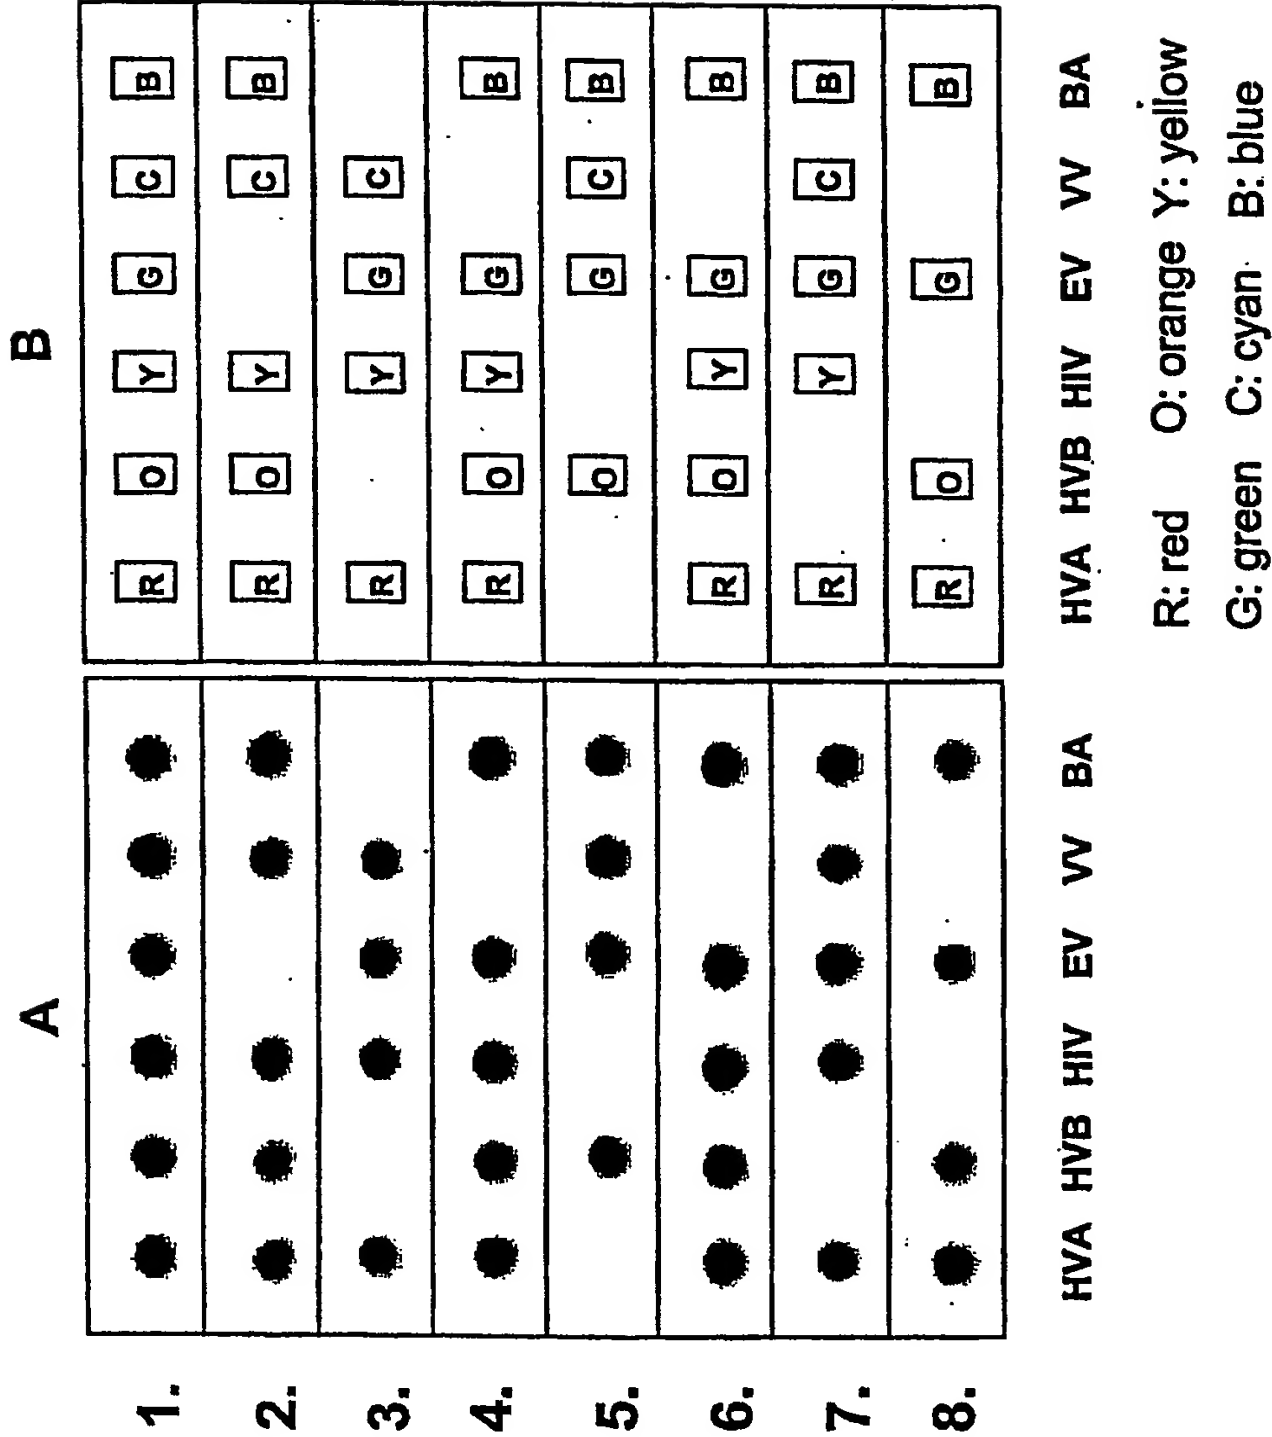 A B
1. R O Y G C B
2. R O Y C B
3. R Y G C
4. R O Y G B
5. O G C B
6. R O Y G B
7. R Y G C B
8. R O G B
HVA HVB HIV EV VV BA HVA HVB HIV EV VV BA
R: red O: orange Y: yellow
G: green C: cyan B: blue